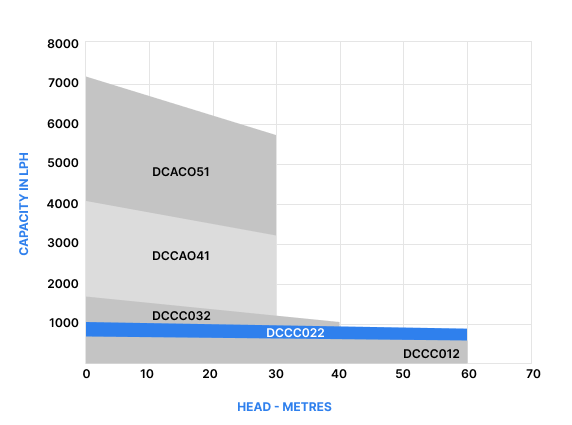 8000
7000
6000
5000
4000
3000
2000
1000
CAPACITY IN LPH
DCACO51
DCCAO41
DCCC032
DCCC022
DCCC012
0 10 20 30 40 50 60 70
HEAD - METRES